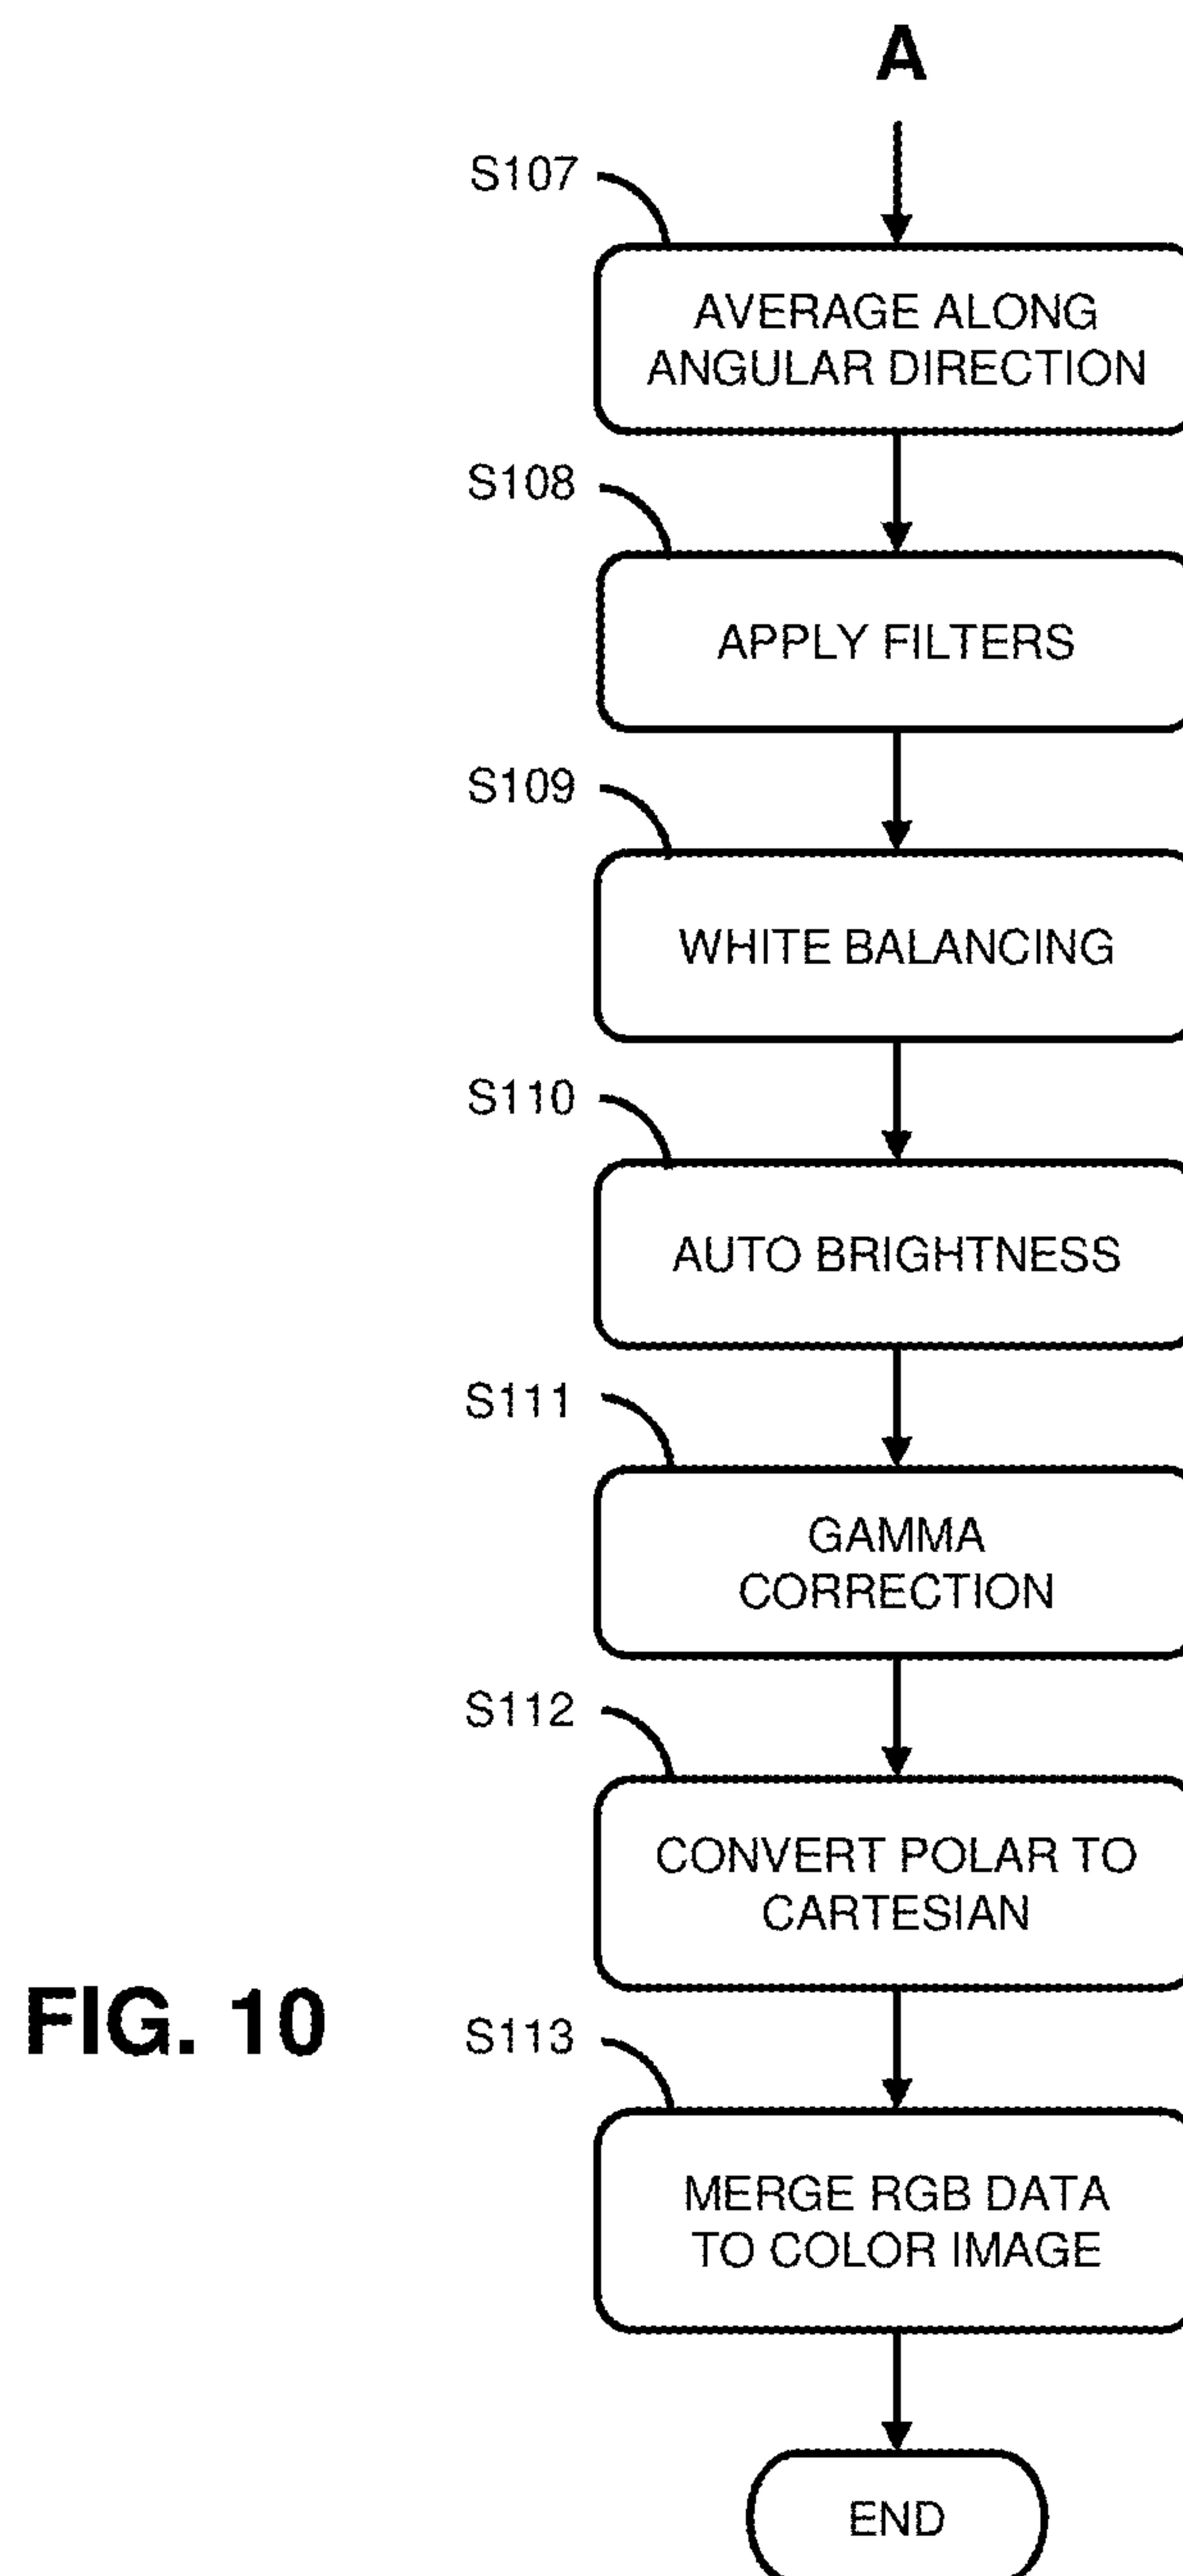 A
S107
AVERAGE ALONG
ANGULAR DIRECTION
S108
APPLY FILTERS
S109
WHITE BALANCING
S110
AUTO BRIGHTNESS
S111
GAMMA
CORRECTION
S112
CONVERT POLAR TO
CARTESIAN
FIG. 10
S113
MERGE RGB DATA
TO COLOR IMAGE
END